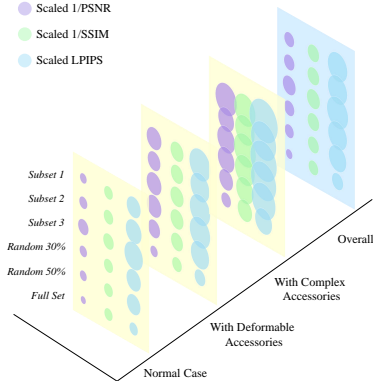 Scaled 1/PSNR
Scaled 1/SSIM
Scaled LPIPS
Subset 1
Subset 2
Subset 3
Random 30%
Random 50%
Full Set
Overall
With Complex
Accessories
With Deformable
Accessories
Normal Case